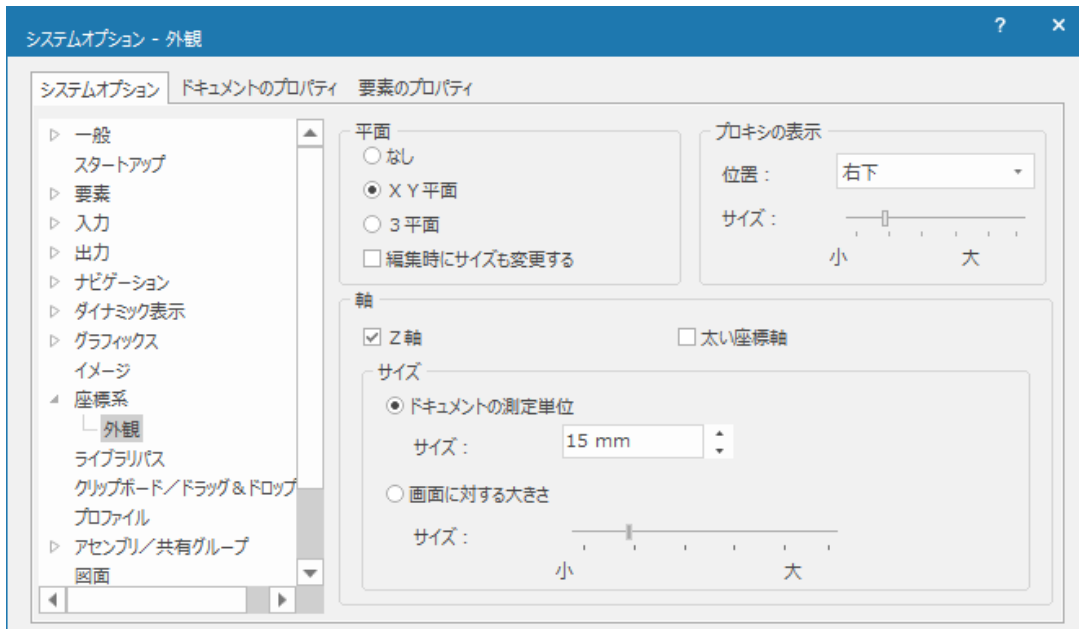 システムオプション - 外観
? ×
システムオプション ドキュメントのプロパティ 要素のプロパティ
一般
スタートアップ
要素
入力
出力
ナビゲーション
ダイナミック表示
グラフィックス
イメージ
座標系
外観
ライブラリパス
クリップボード／ドラッグ＆ドロップ
プロファイル
アセンブリ／共有グループ
図面
平面
なし
ＸＹ平面
３平面
編集時にサイズも変更する
プロキシの表示
位置： 右下
サイズ：
小 大
軸
Ｚ軸 太い座標軸
サイズ
ドキュメントの測定単位
サイズ： 15 mm
画面に対する大きさ
サイズ：
小 大